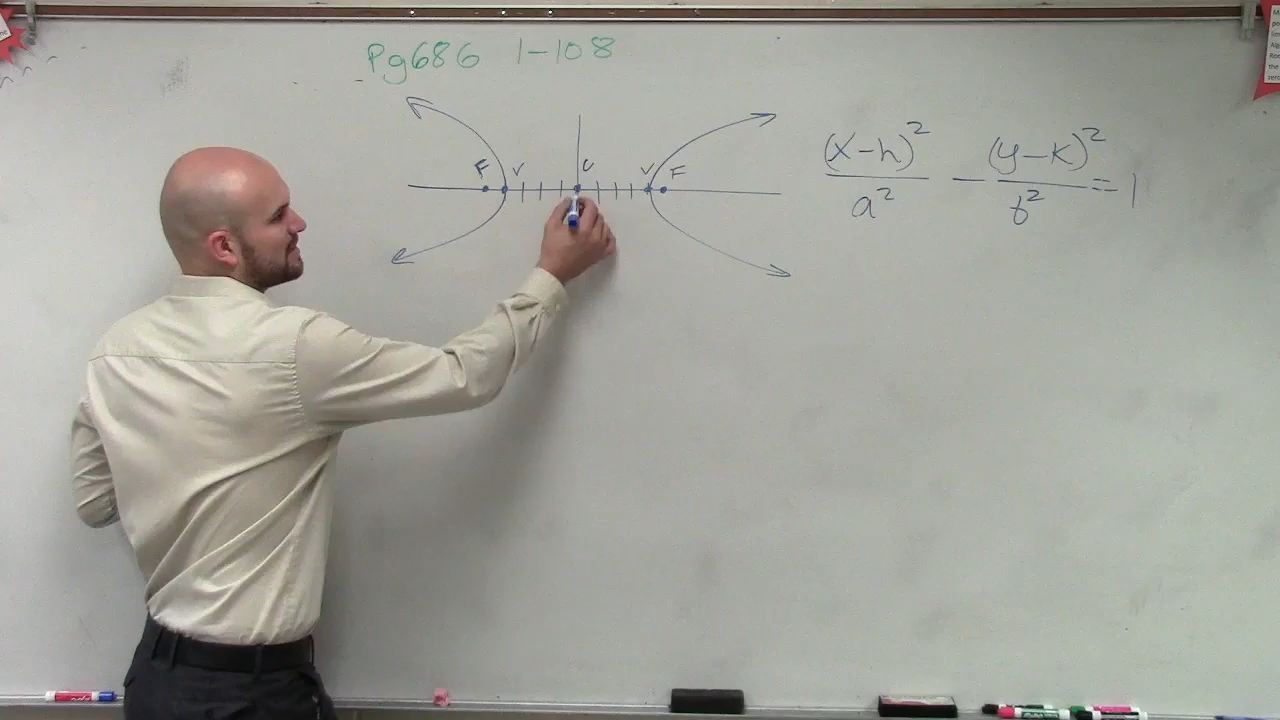 Pg686 1-108
F V C V F
(x-h)² / a² - (y-k)² / b² = 1